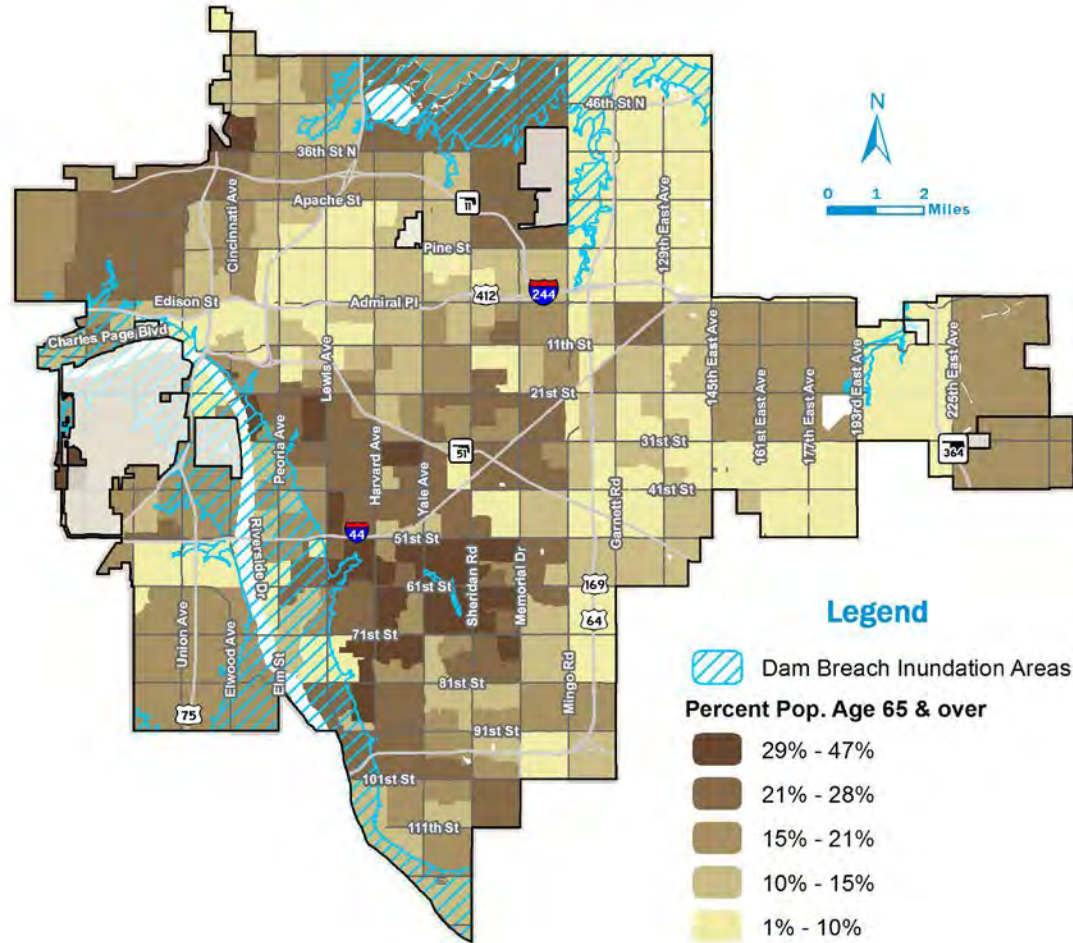 46th St N
N
36th St N
Cincinnati Ave
Apache St
11
129th East Ave
0 1 2
Miles
Pine St
Edison St
Admiral Pl
412
244
Charles Page Blvd
11th St
Lewis Ave
21st St
145th East Ave
161st East Ave
177th East Ave
193rd East Ave
225th East Ave
Peoria Ave
Harvard Ave
Yale Ave
51
31st St
364
41st St
Garnett Rd
Riverside Dr
44
51st St
Sheridan Rd
Memorial Dr
61st St
169
64
Union Ave
Elwood Ave
Elm St
71st St
81st St
Mingo Rd
75
91st St
101st St
111th St
Legend
Dam Breach Inundation Areas
Percent Pop. Age 65 & over
29% - 47%
21% - 28%
15% - 21%
10% - 15%
1% - 10%